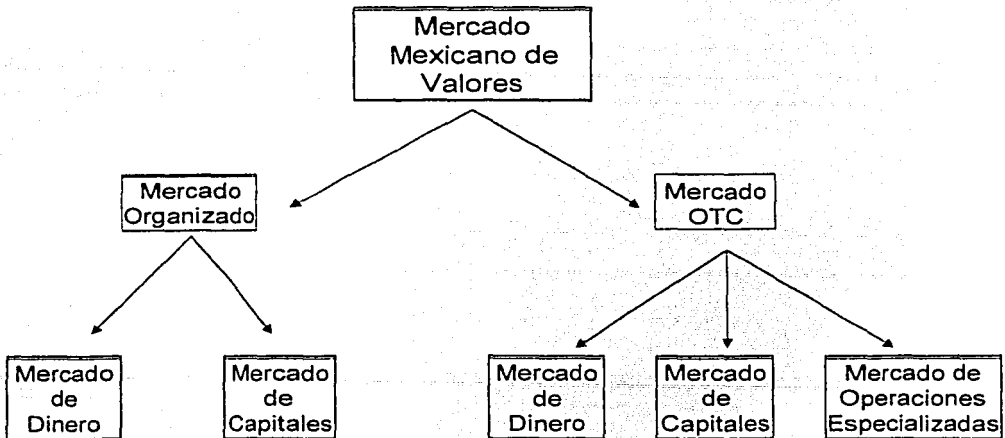 Mercado
Mexicano de
Valores
Mercado
Organizado
Mercado
OTC
Mercado
de
Dinero
Mercado
de
Capitales
Mercado
de
Dinero
Mercado
de
Capitales
Mercado de
Operaciones
Especializadas